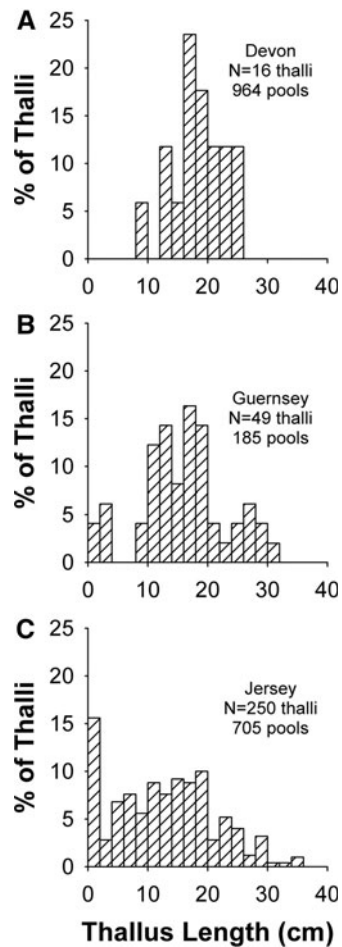 A
25
20
15
10
5
0
% of Thalli
Devon
N=16 thalli
964 pools
0 10 20 30 40
B
25
20
15
10
5
0
% of Thalli
Guernsey
N=49 thalli
185 pools
0 10 20 30 40
C
25
20
15
10
5
0
% of Thalli
Jersey
N=250 thalli
705 pools
0 10 20 30 40
Thallus Length (cm)